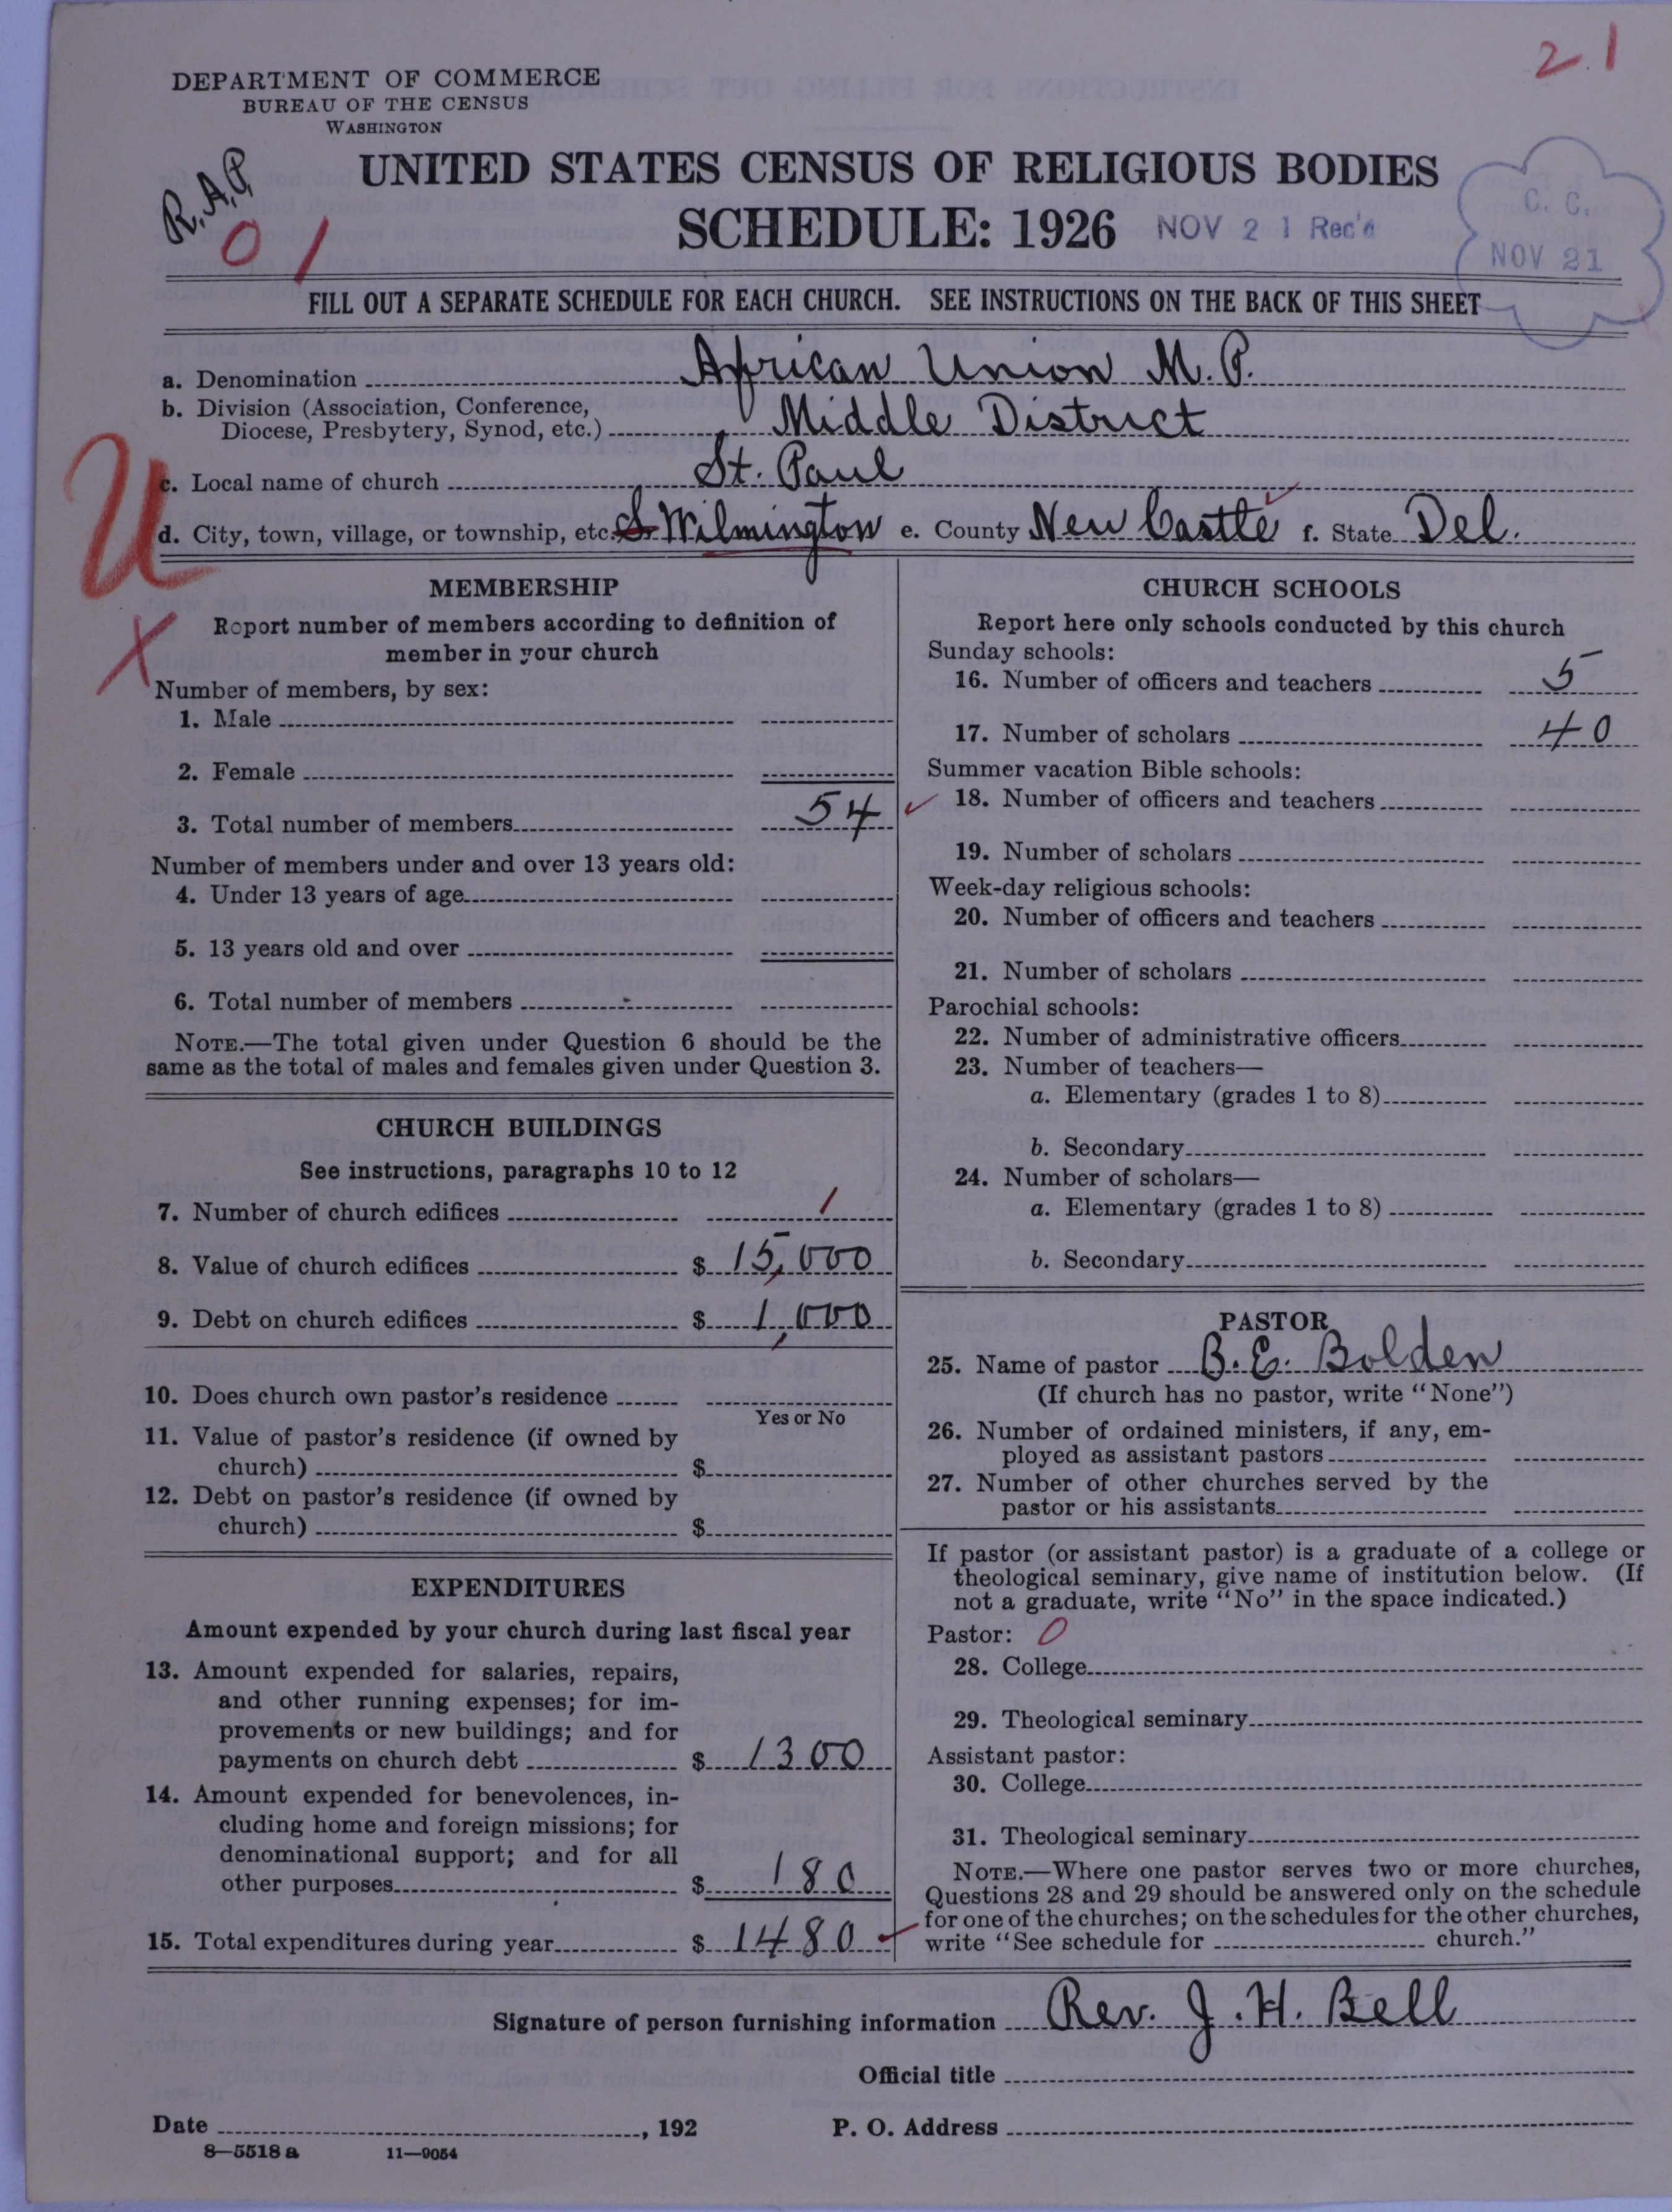 21
DEPARTMENT OF COMMERCE
BUREAU OF THE CENSUS
WASHINGTON
R.A.P.
01
UNITED STATES CENSUS OF RELIGIOUS BODIES
SCHEDULE: 1926 NOV 21 Rec'd
C. C.
NOV 21
FILL OUT A SEPARATE SCHEDULE FOR EACH CHURCH. SEE INSTRUCTIONS ON THE BACK OF THIS SHEET
a. Denomination African Union M. P.
b. Division (Association, Conference,
Diocese, Presbytery, Synod, etc.) Middle District
U
c. Local name of church St. Paul
d. City, town, village, or township, etc. S. Wilmington e. County New Castle f. State Del.
X
MEMBERSHIP
Report number of members according to definition of
member in your church
Number of members, by sex:
1. Male
2. Female
3. Total number of members 54
Number of members under and over 13 years old:
4. Under 13 years of age
5. 13 years old and over
6. Total number of members
NOTE.—The total given under Question 6 should be the
same as the total of males and females given under Question 3.
CHURCH BUILDINGS
See instructions, paragraphs 10 to 12
7. Number of church edifices 1
8. Value of church edifices $ 15,000
9. Debt on church edifices $ 1,000
10. Does church own pastor's residence
Yes or No
11. Value of pastor's residence (if owned by
church) $
12. Debt on pastor's residence (if owned by
church) $
EXPENDITURES
Amount expended by your church during last fiscal year
13. Amount expended for salaries, repairs,
and other running expenses; for im-
provements or new buildings; and for
payments on church debt $ 1300
14. Amount expended for benevolences, in-
cluding home and foreign missions; for
denominational support; and for all
other purposes $ 180
15. Total expenditures during year $ 1480
CHURCH SCHOOLS
Report here only schools conducted by this church
Sunday schools:
16. Number of officers and teachers 5
17. Number of scholars 40
Summer vacation Bible schools:
18. Number of officers and teachers
19. Number of scholars
Week-day religious schools:
20. Number of officers and teachers
21. Number of scholars
Parochial schools:
22. Number of administrative officers
23. Number of teachers—
a. Elementary (grades 1 to 8)
b. Secondary
24. Number of scholars—
a. Elementary (grades 1 to 8)
b. Secondary
PASTOR
25. Name of pastor B. E. Bolden
(If church has no pastor, write "None")
26. Number of ordained ministers, if any, em-
ployed as assistant pastors
27. Number of other churches served by the
pastor or his assistants
If pastor (or assistant pastor) is a graduate of a college or
theological seminary, give name of institution below. (If
not a graduate, write "No" in the space indicated.)
Pastor: 0
28. College
29. Theological seminary
Assistant pastor:
30. College
31. Theological seminary
NOTE.—Where one pastor serves two or more churches,
Questions 28 and 29 should be answered only on the schedule
for one of the churches; on the schedules for the other churches,
write "See schedule for church."
Signature of person furnishing information Rev. J. H. Bell
Official title
Date , 192 P. O. Address
8—5518 a 11—9054